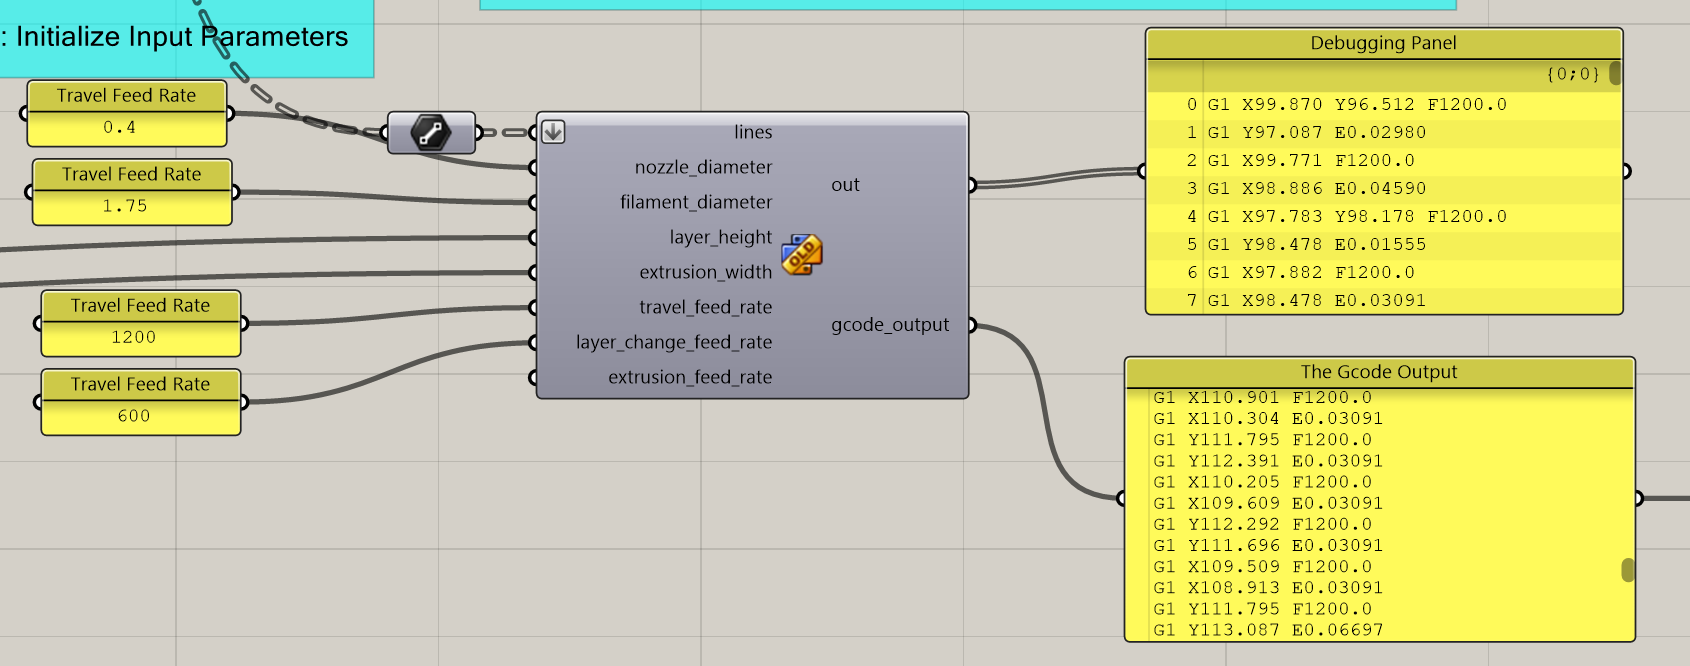 : Initialize Input Parameters
Travel Feed Rate
0.4
Travel Feed Rate
1.75
Travel Feed Rate
1200
Travel Feed Rate
600
lines
nozzle_diameter
filament_diameter
layer_height
extrusion_width
travel_feed_rate
layer_change_feed_rate
extrusion_feed_rate
OLD
out
gcode_output
Debugging Panel
{0;0}
0 G1 X99.870 Y96.512 F1200.0
1 G1 Y97.087 E0.02980
2 G1 X99.771 F1200.0
3 G1 X98.886 E0.04590
4 G1 X97.783 Y98.178 F1200.0
5 G1 Y98.478 E0.01555
6 G1 X97.882 F1200.0
7 G1 X98.478 E0.03091
The Gcode Output
G1 X110.901 F1200.0
G1 X110.304 E0.03091
G1 Y111.795 F1200.0
G1 Y112.391 E0.03091
G1 X110.205 F1200.0
G1 X109.609 E0.03091
G1 Y112.292 F1200.0
G1 Y111.696 E0.03091
G1 X109.509 F1200.0
G1 X108.913 E0.03091
G1 Y111.795 F1200.0
G1 Y113.087 E0.06697